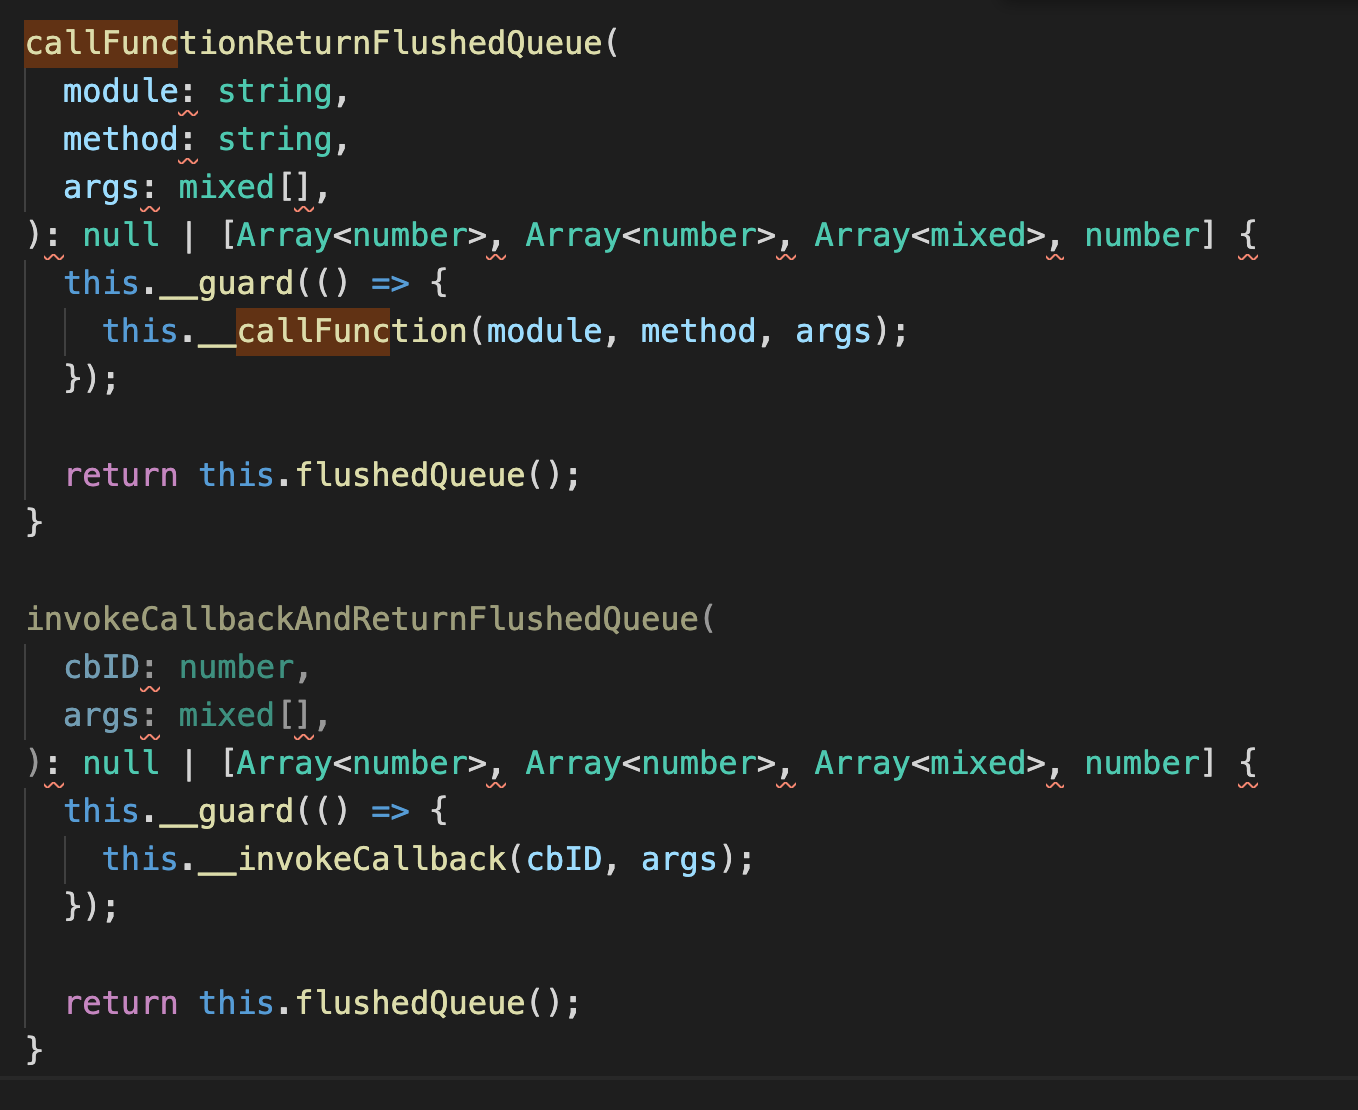 callFunctionReturnFlushedQueue(
  module: string,
  method: string,
  args: mixed[],
): null | [Array<number>, Array<number>, Array<mixed>, number] {
  this.__guard(() => {
    this.__callFunction(module, method, args);
  });

  return this.flushedQueue();
}

invokeCallbackAndReturnFlushedQueue(
  cbID: number,
  args: mixed[],
): null | [Array<number>, Array<number>, Array<mixed>, number] {
  this.__guard(() => {
    this.__invokeCallback(cbID, args);
  });

  return this.flushedQueue();
}